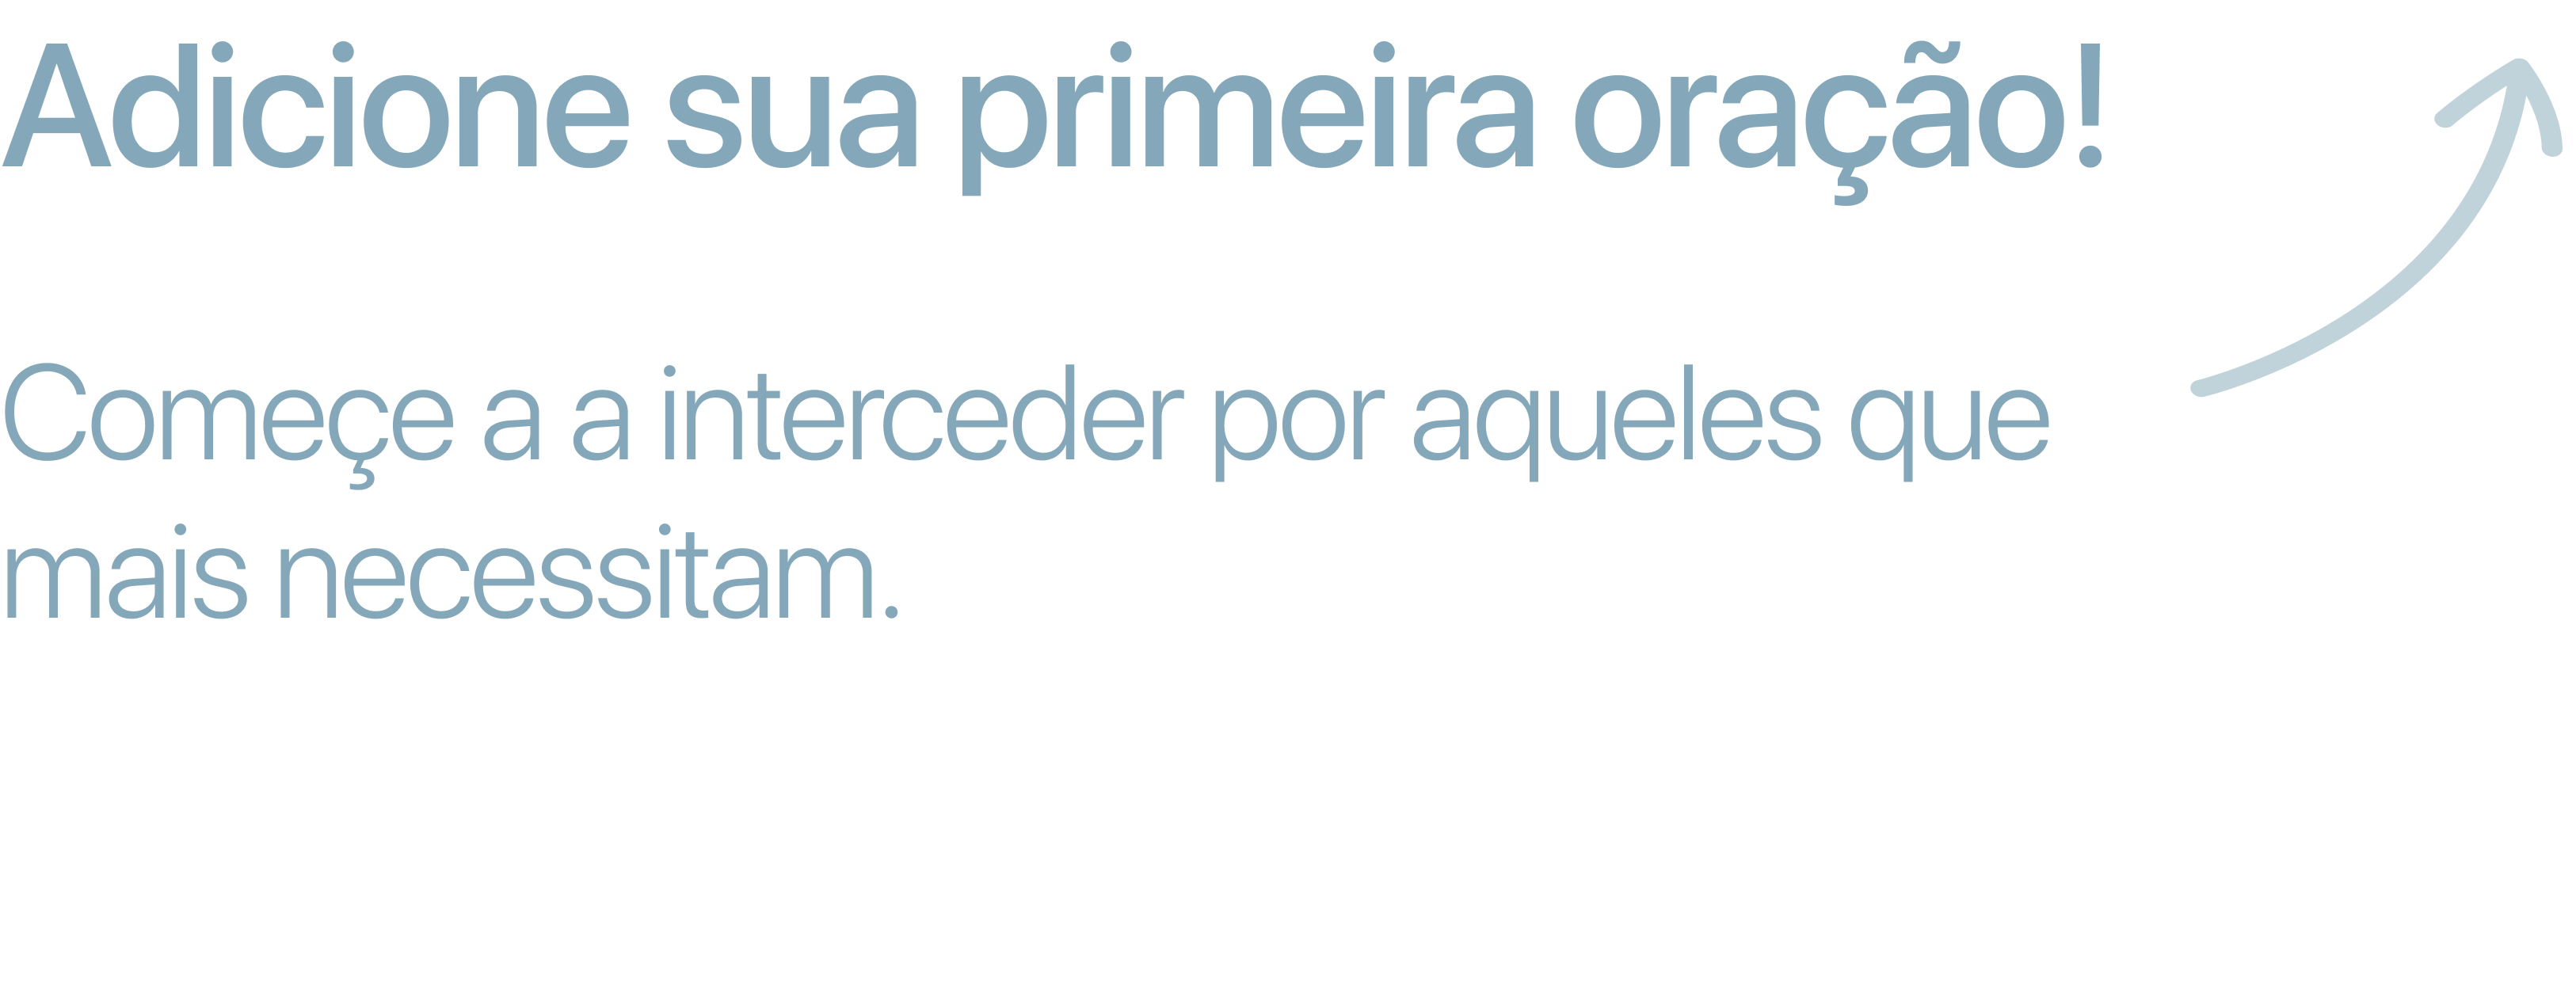 Adicione sua primeira oração!
Começe a a interceder por aqueles que
mais necessitam.